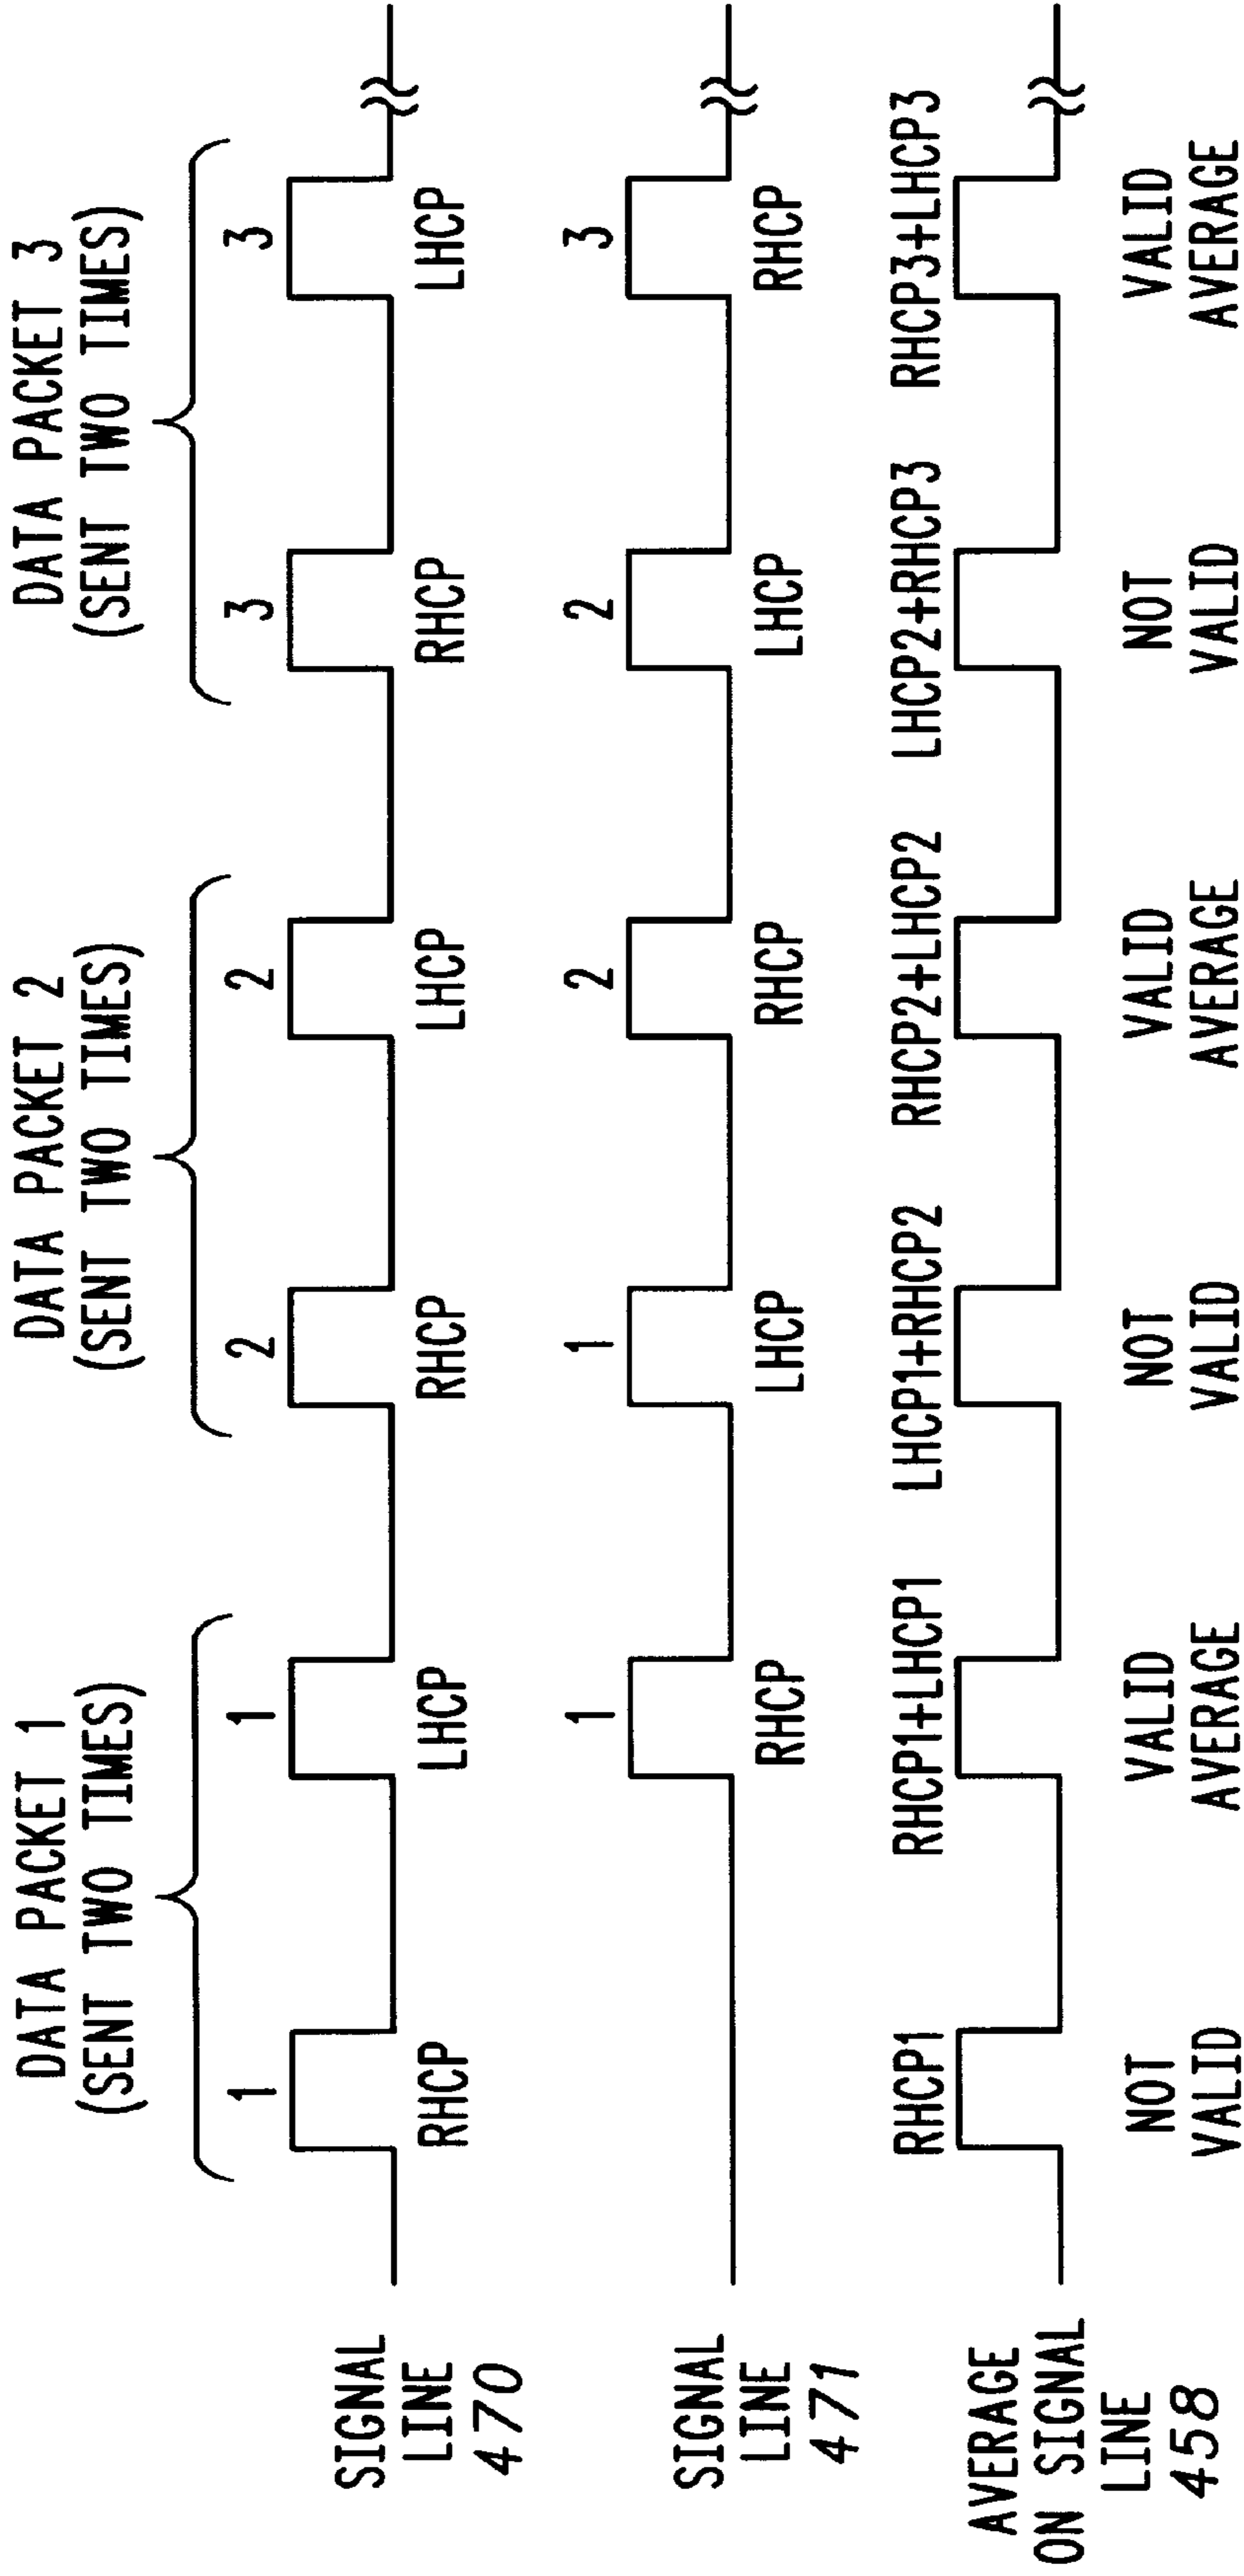 DATA PACKET 1
(SENT TWO TIMES)
DATA PACKET 2
(SENT TWO TIMES)
DATA PACKET 3
(SENT TWO TIMES)
SIGNAL
LINE
470
1
1
2
2
3
3
RHCP
LHCP
RHCP
LHCP
RHCP
LHCP
SIGNAL
LINE
471
1
1
2
2
3
RHCP
LHCP
RHCP
LHCP
RHCP
AVERAGE
ON SIGNAL
LINE
458
RHCP1
RHCP1+LHCP1
LHCP1+RHCP2
RHCP2+LHCP2
LHCP2+RHCP3
RHCP3+LHCP3
NOT
VALID
VALID
AVERAGE
NOT
VALID
VALID
AVERAGE
NOT
VALID
VALID
AVERAGE